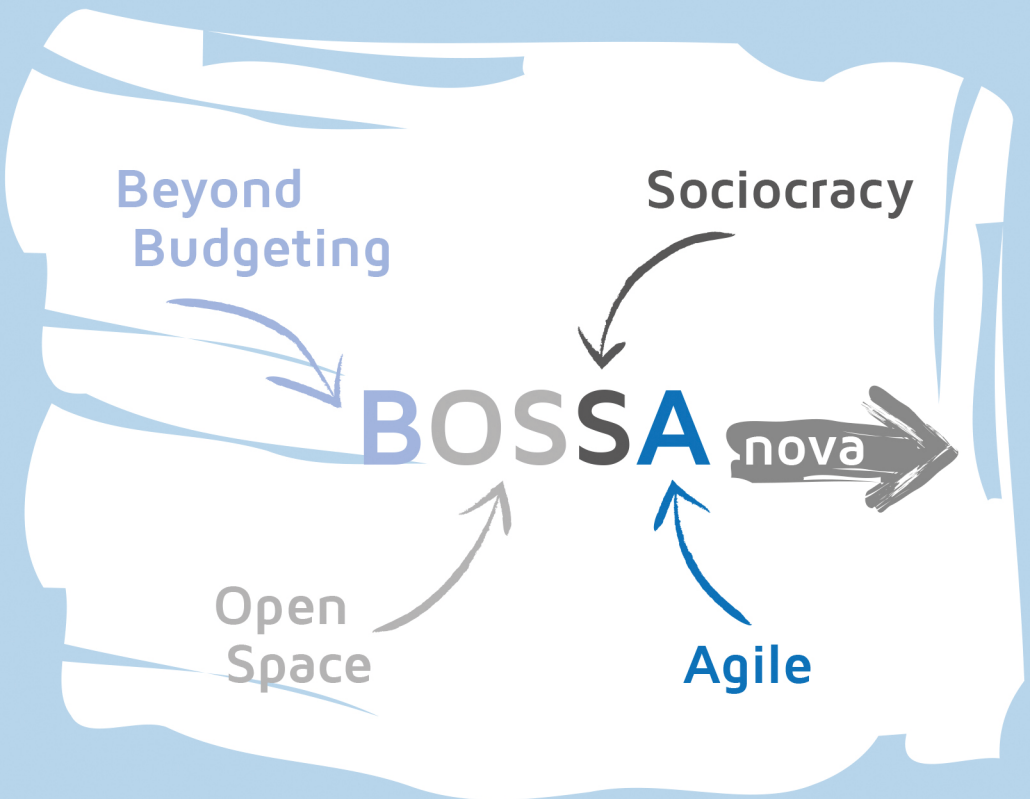 Beyond
Budgeting
Sociocracy
BOSSA nova
Open
Space
Agile